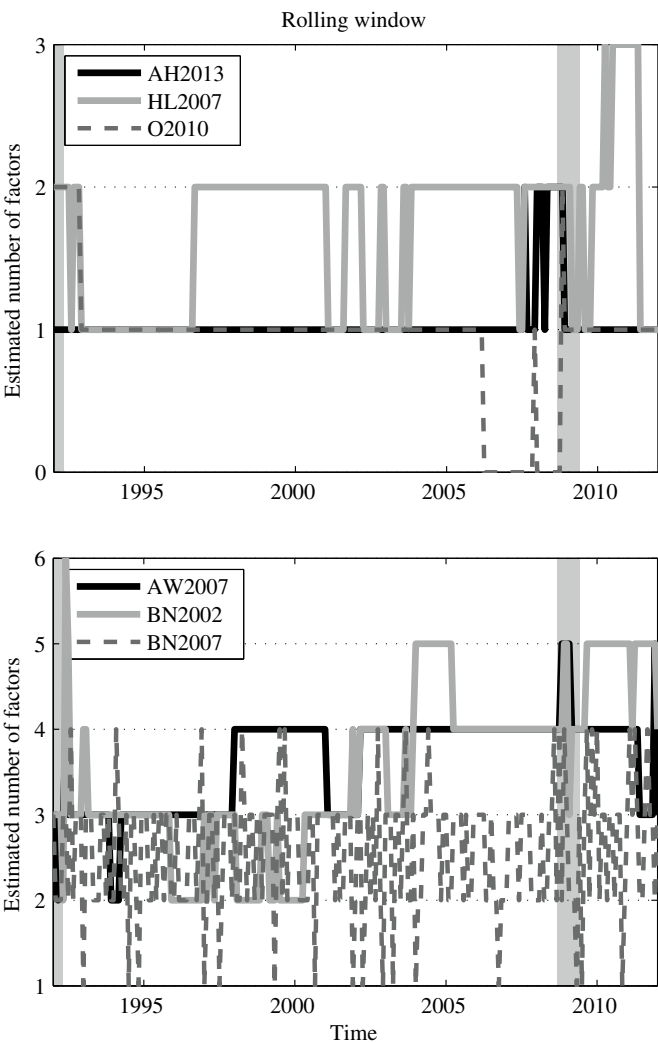 Rolling window
3
AH2013
HL2007
O2010
2
1
0
Estimated number of factors
1995 2000 2005 2010
6
AW2007
BN2002
BN2007
5
4
3
2
1
Estimated number of factors
1995 2000 2005 2010
Time